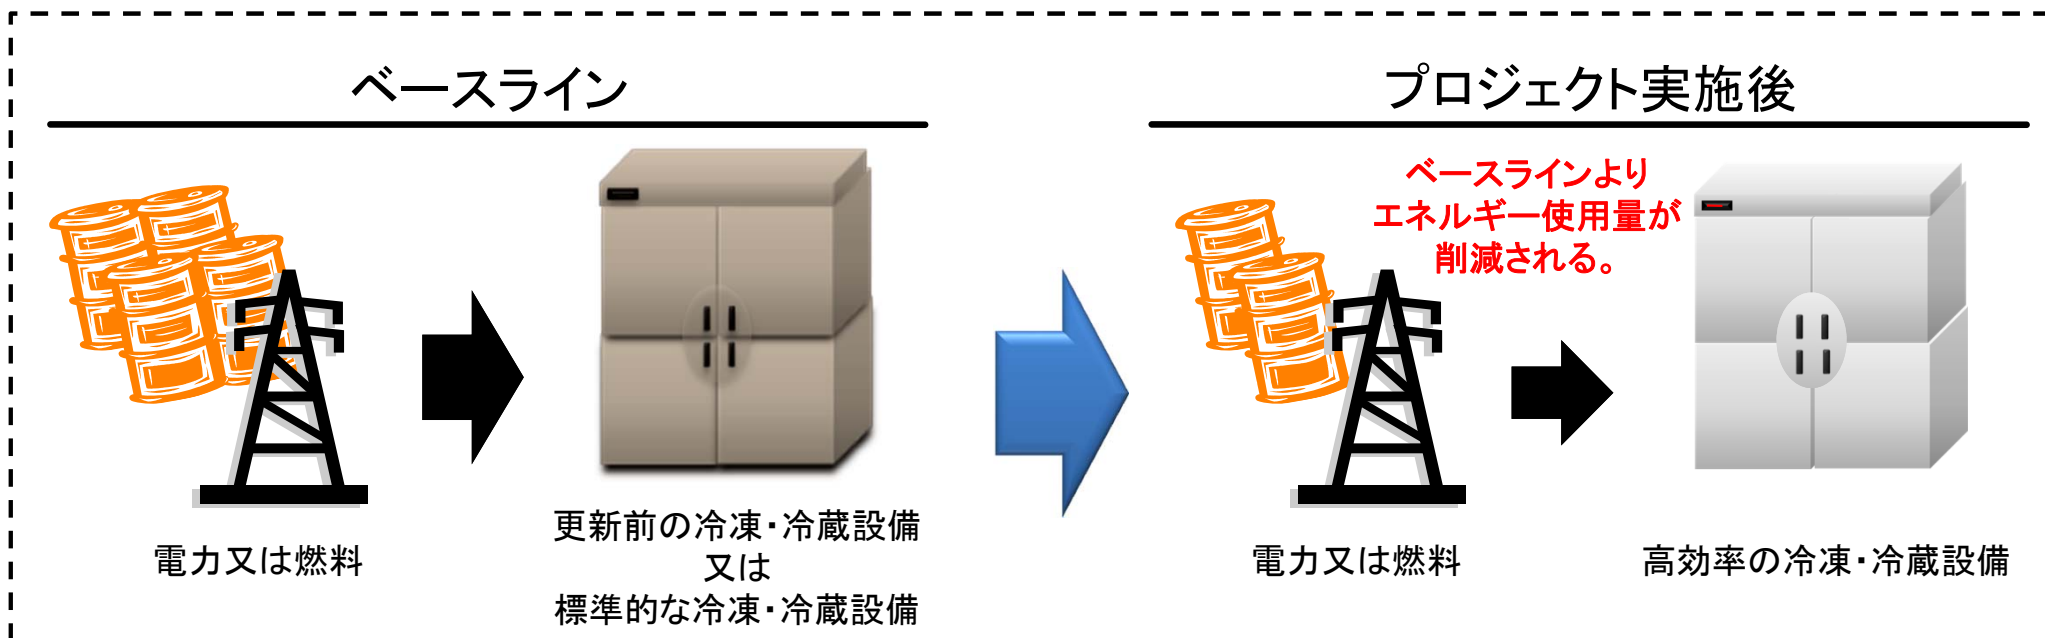 ベースライン
電力又は燃料
更新前の冷凍・冷蔵設備
又は
標準的な冷凍・冷蔵設備
プロジェクト実施後
ベースラインより
エネルギー使用量が
削減される。
電力又は燃料
高効率の冷凍・冷蔵設備